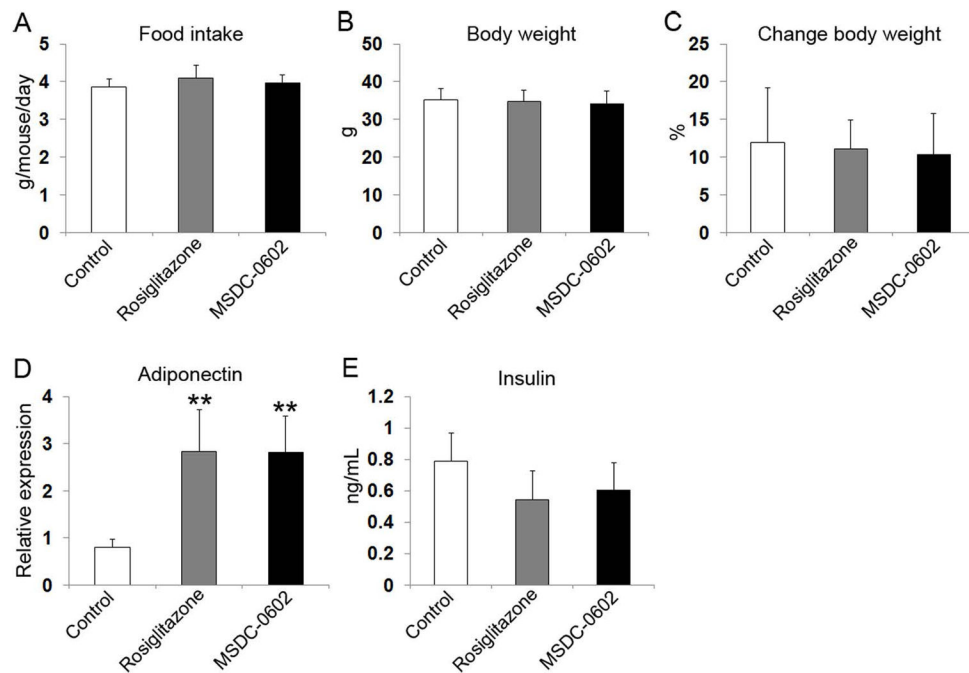 A
Food intake
g/mouse/day
5
4
3
2
1
0
Control
Rosiglitazone
MSDC-0602
B
Body weight
g
50
40
30
20
10
0
Control
Rosiglitazone
MSDC-0602
C
Change body weight
%
25
20
15
10
5
0
Control
Rosiglitazone
MSDC-0602
D
Adiponectin
Relative expression
4
3
2
1
0
**
**
Control
Rosiglitazone
MSDC-0602
E
Insulin
ng/mL
1.2
1
0.8
0.6
0.4
0.2
0
Control
Rosiglitazone
MSDC-0602